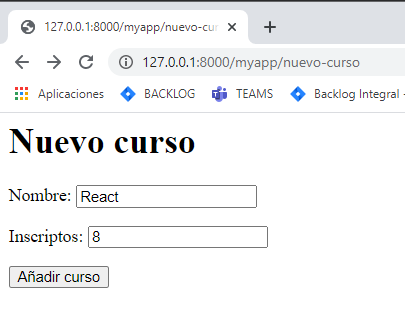 127.0.0.1:8000/myapp/nuevo-cur
127.0.0.1:8000/myapp/nuevo-curso
Aplicaciones BACKLOG TEAMS Backlog Integral -
Nuevo curso
Nombre: React
Inscriptos: 8
Añadir curso